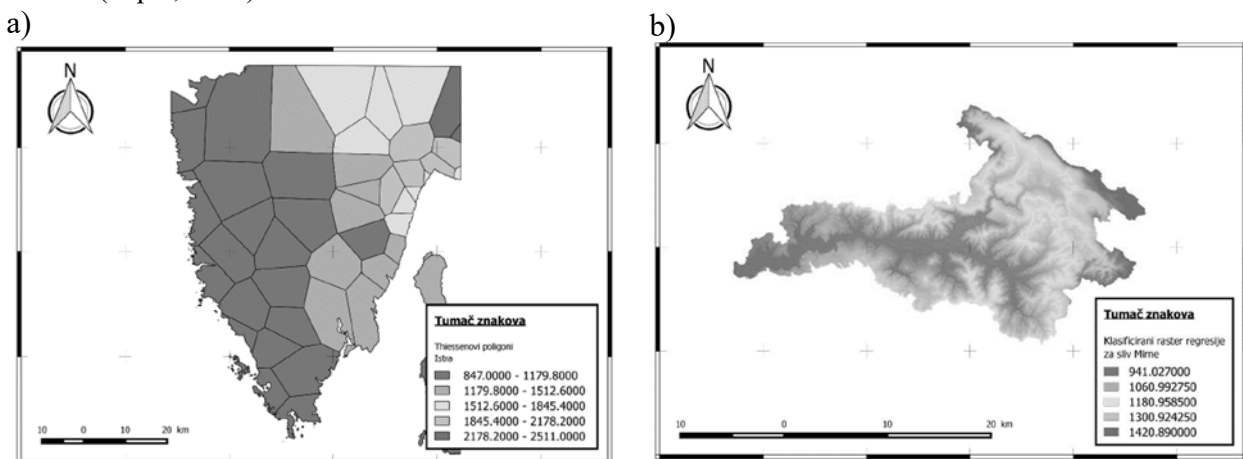 a)
b)
N
Tumač znakova
Thiessenovi poligoni
Istra
847.0000 - 1179.8000
1179.8000 - 1512.6000
1512.6000 - 1845.4000
1845.4000 - 2178.2000
2178.2000 - 2511.0000
10 0 10 20 km
N
Tumač znakova
Klasificirani raster regresije
za sliv Mirne
941.027000
1060.992750
1180.958500
1300.924250
1420.890000
10 0 10 20 km